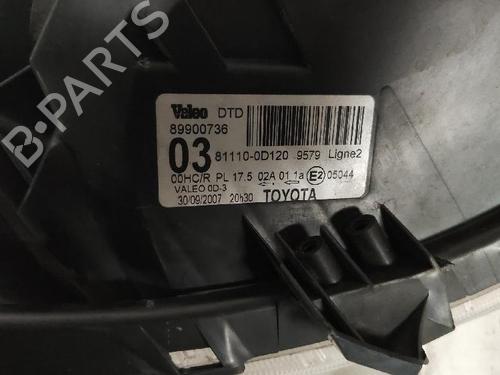 Valeo DTD
89900736
03 81110-0D120 9579 Ligne2
00HC/R PL 17.5 02A 01 1a E2 05044
VALEO 0D-3
30/09/2007 20h30 TOYOTA
B-PARTS